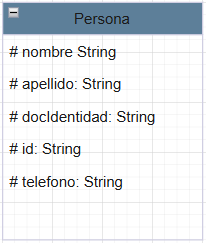 Persona
# nombre String
# apellido: String
# docIdentidad: String
# id: String
# telefono: String